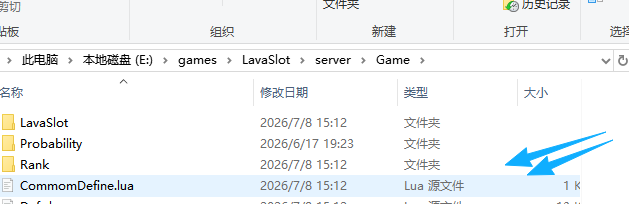 剪切
文件夹
历史记录
贴板
组织
新建
打开
选择
此电脑 > 本地磁盘 (E:) > games > LavaSlot > server > Game >
名称
修改日期
类型
大小
LavaSlot 2026/7/8 15:12 文件夹
Probability 2026/6/17 19:23 文件夹
Rank 2026/7/8 15:12 文件夹
CommomDefine.lua 2026/7/8 15:12 Lua 源文件 1 K